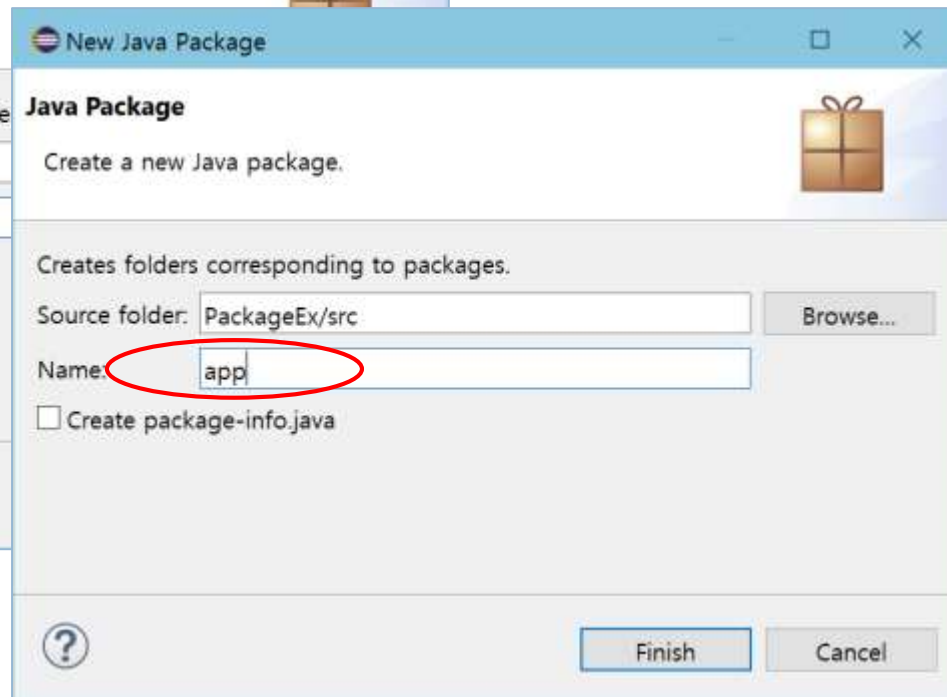 New Java Package
Java Package
Create a new Java package.
Creates folders corresponding to packages.
Source folder: PackageEx/src Browse...
Name: app
Create package-info.java
? Finish Cancel